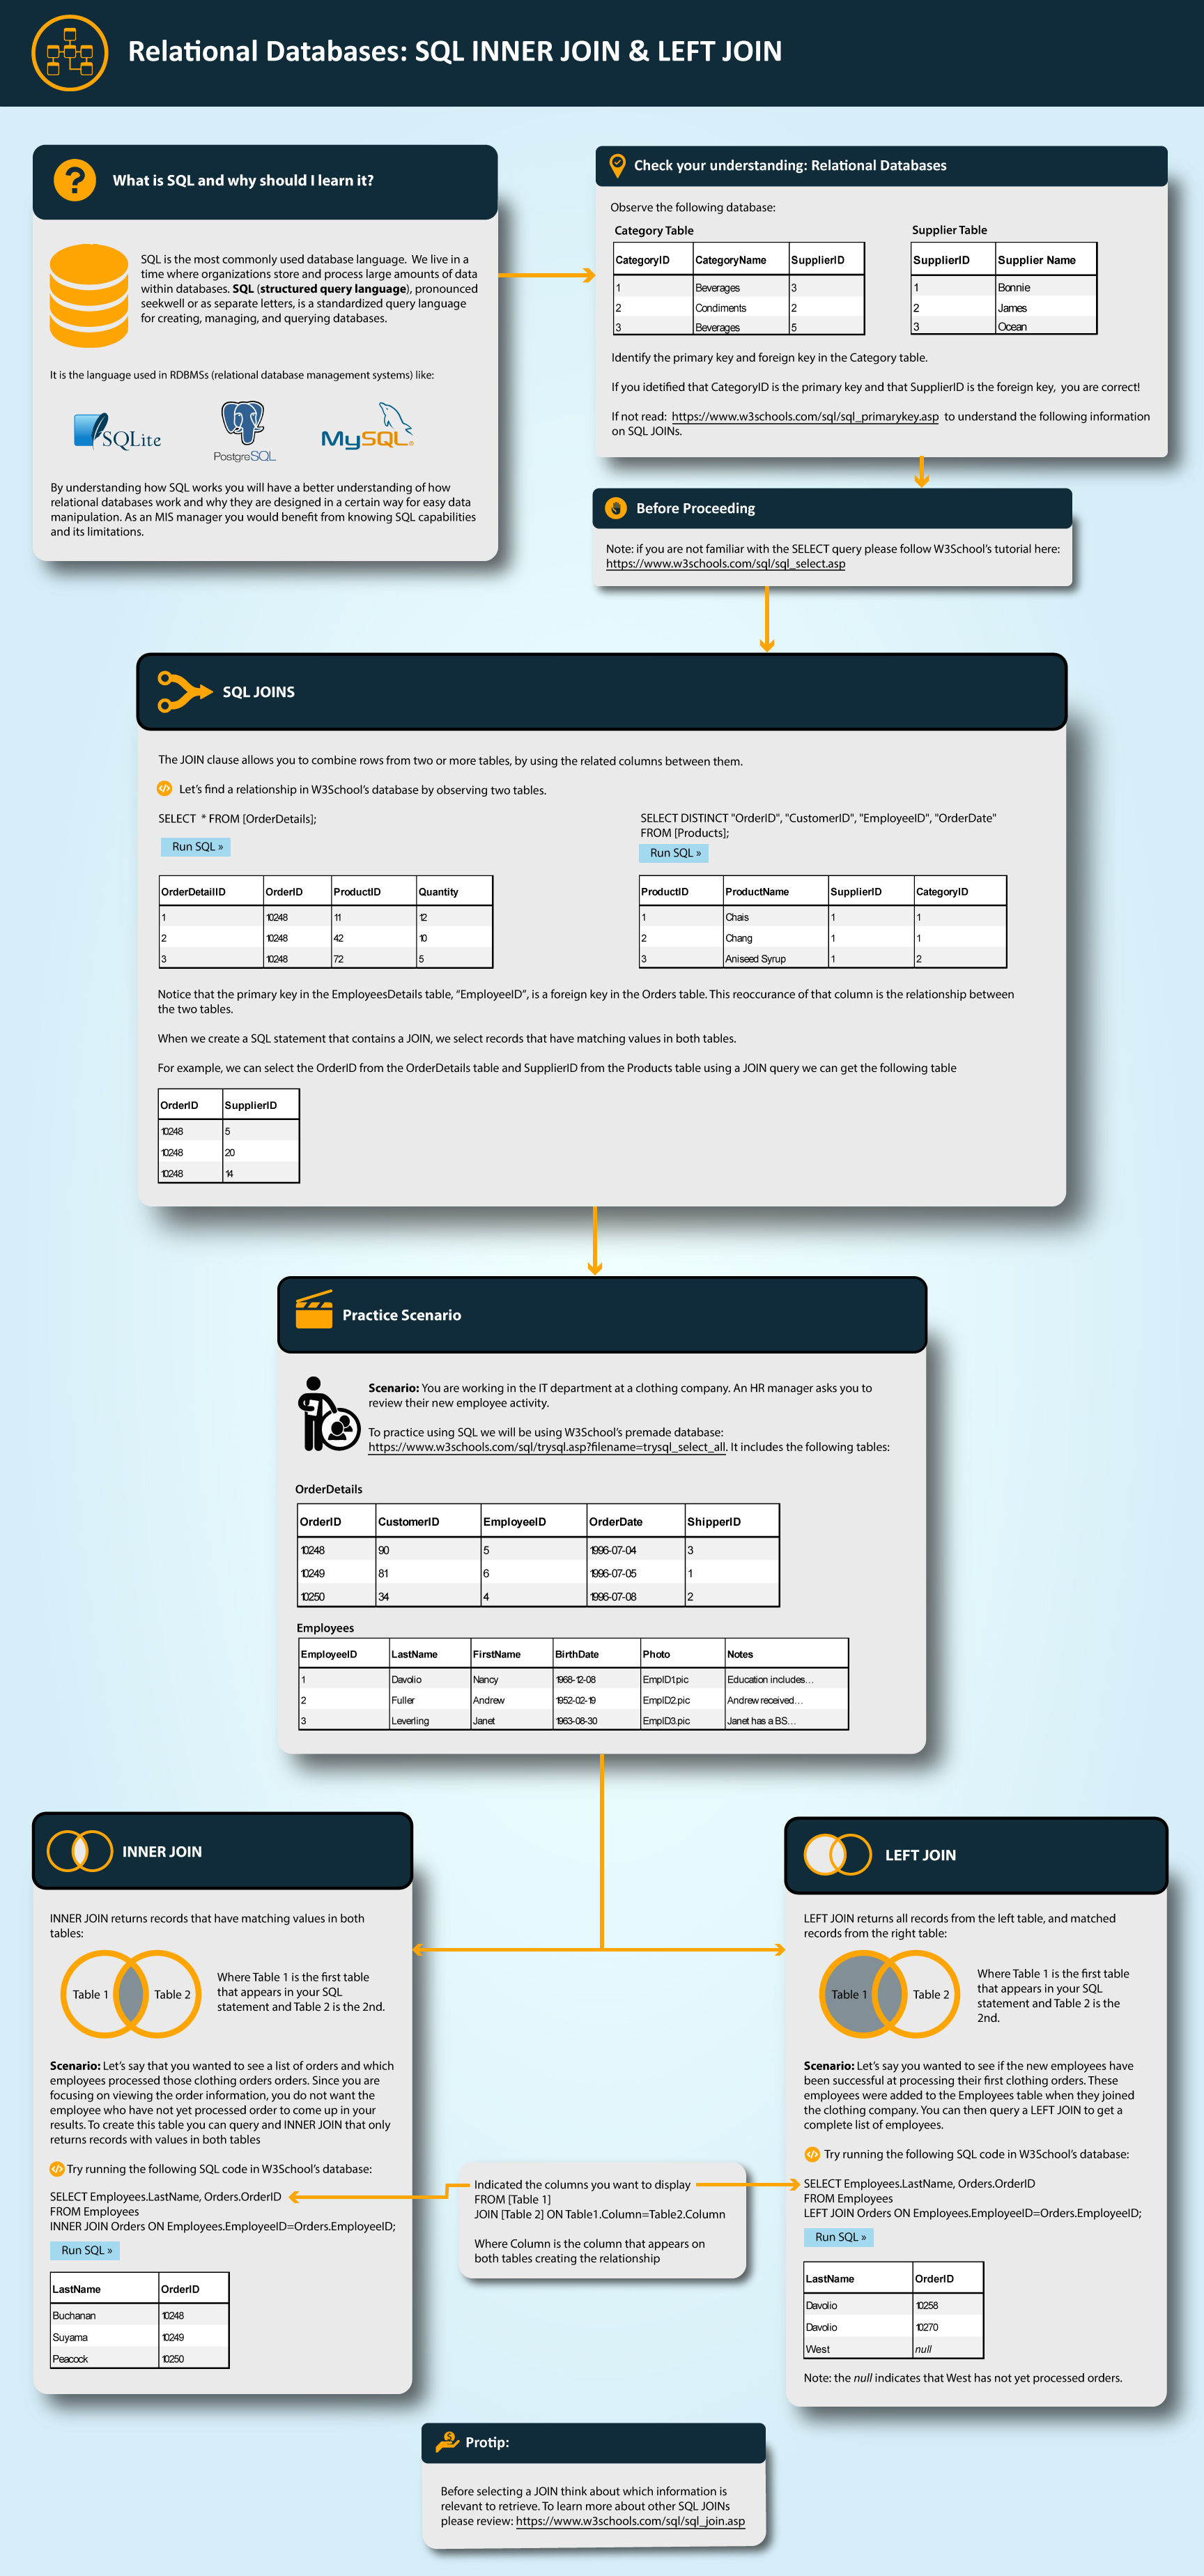 Relational Databases: SQL INNER JOIN & LEFT JOIN
What is SQL and why should I learn it?
SQL is the most commonly used database language. We live in a
time where organizations store and process large amounts of data
within databases. SQL (structured query language), pronounced
seekwell or as separate letters, is a standardized query language
for creating, managing, and querying databases.
It is the language used in RDBMSs (relational database management systems) like:
SQLite
PostgreSQL
MySQL
By understanding how SQL works you will have a better understanding of how
relational databases work and why they are designed in a certain way for easy data
manipulation. As an MIS manager you would benefit from knowing SQL capabilities
and its limitations.
Check your understanding: Relational Databases
Observe the following database:
Category Table
CategoryID CategoryName SupplierID
1 Beverages 3
2 Condiments 2
3 Beverages 5
Supplier Table
SupplierID Supplier Name
1 Bonnie
2 James
3 Ocean
Identify the primary key and foreign key in the Category table.
If you idetified that CategoryID is the primary key and that SupplierID is the foreign key, you are correct!
If not read: https://www.w3schools.com/sql/sql_primarykey.asp to understand the following information
on SQL JOINs.
Before Proceeding
Note: if you are not familiar with the SELECT query please follow W3School's tutorial here:
https://www.w3schools.com/sql/sql_select.asp
SQL JOINS
The JOIN clause allows you to combine rows from two or more tables, by using the related columns between them.
</> Let's find a relationship in W3School's database by observing two tables.
SELECT * FROM [OrderDetails];
Run SQL »
OrderDetailID OrderID ProductID Quantity
1 10248 11 12
2 10248 42 10
3 10248 72 5
SELECT DISTINCT "OrderID", "CustomerID", "EmployeeID", "OrderDate"
FROM [Products];
Run SQL »
ProductID ProductName SupplierID CategoryID
1 Chais 1 1
2 Chang 1 1
3 Aniseed Syrup 1 2
Notice that the primary key in the EmployeesDetails table, "EmployeeID", is a foreign key in the Orders table. This reoccurance of that column is the relationship between
the two tables.
When we create a SQL statement that contains a JOIN, we select records that have matching values in both tables.
For example, we can select the OrderID from the OrderDetails table and SupplierID from the Products table using a JOIN query we can get the following table
OrderID SupplierID
10248 5
10248 20
10248 14
Practice Scenario
Scenario: You are working in the IT department at a clothing company. An HR manager asks you to
review their new employee activity.
To practice using SQL we will be using W3School's premade database:
https://www.w3schools.com/sql/trysql.asp?filename=trysql_select_all. It includes the following tables:
OrderDetails
OrderID CustomerID EmployeeID OrderDate ShipperID
10248 90 5 1996-07-04 3
10249 81 6 1996-07-05 1
10250 34 4 1996-07-08 2
Employees
EmployeeID LastName FirstName BirthDate Photo Notes
1 Davolio Nancy 1968-12-08 EmpID1.pic Education includes...
2 Fuller Andrew 1952-02-19 EmpID2.pic Andrew received...
3 Leverling Janet 1963-08-30 EmpID3.pic Janet has a BS...
INNER JOIN
INNER JOIN returns records that have matching values in both
tables:
Table 1 Table 2
Where Table 1 is the first table
that appears in your SQL
statement and Table 2 is the 2nd.
Scenario: Let's say that you wanted to see a list of orders and which
employees processed those clothing orders orders. Since you are
focusing on viewing the order information, you do not want the
employee who have not yet processed order to come up in your
results. To create this table you can query and INNER JOIN that only
returns records with values in both tables
</> Try running the following SQL code in W3School's database:
SELECT Employees.LastName, Orders.OrderID
FROM Employees
INNER JOIN Orders ON Employees.EmployeeID=Orders.EmployeeID;
Run SQL »
LastName OrderID
Buchanan 10248
Suyama 10249
Peacock 10250
Indicated the columns you want to display
FROM [Table 1]
JOIN [Table 2] ON Table1.Column=Table2.Column
Where Column is the column that appears on
both tables creating the relationship
LEFT JOIN
LEFT JOIN returns all records from the left table, and matched
records from the right table:
Table 1 Table 2
Where Table 1 is the first table
that appears in your SQL
statement and Table 2 is the
2nd.
Scenario: Let's say you wanted to see if the new employees have
been successful at processing their first clothing orders. These
employees were added to the Employees table when they joined
the clothing company. You can then query a LEFT JOIN to get a
complete list of employees.
</> Try running the following SQL code in W3School's database:
SELECT Employees.LastName, Orders.OrderID
FROM Employees
LEFT JOIN Orders ON Employees.EmployeeID=Orders.EmployeeID;
Run SQL »
LastName OrderID
Davolio 10258
Davolio 10270
West null
Note: the null indicates that West has not yet processed orders.
Protip:
Before selecting a JOIN think about which information is
relevant to retrieve. To learn more about other SQL JOINs
please review: https://www.w3schools.com/sql/sql_join.asp